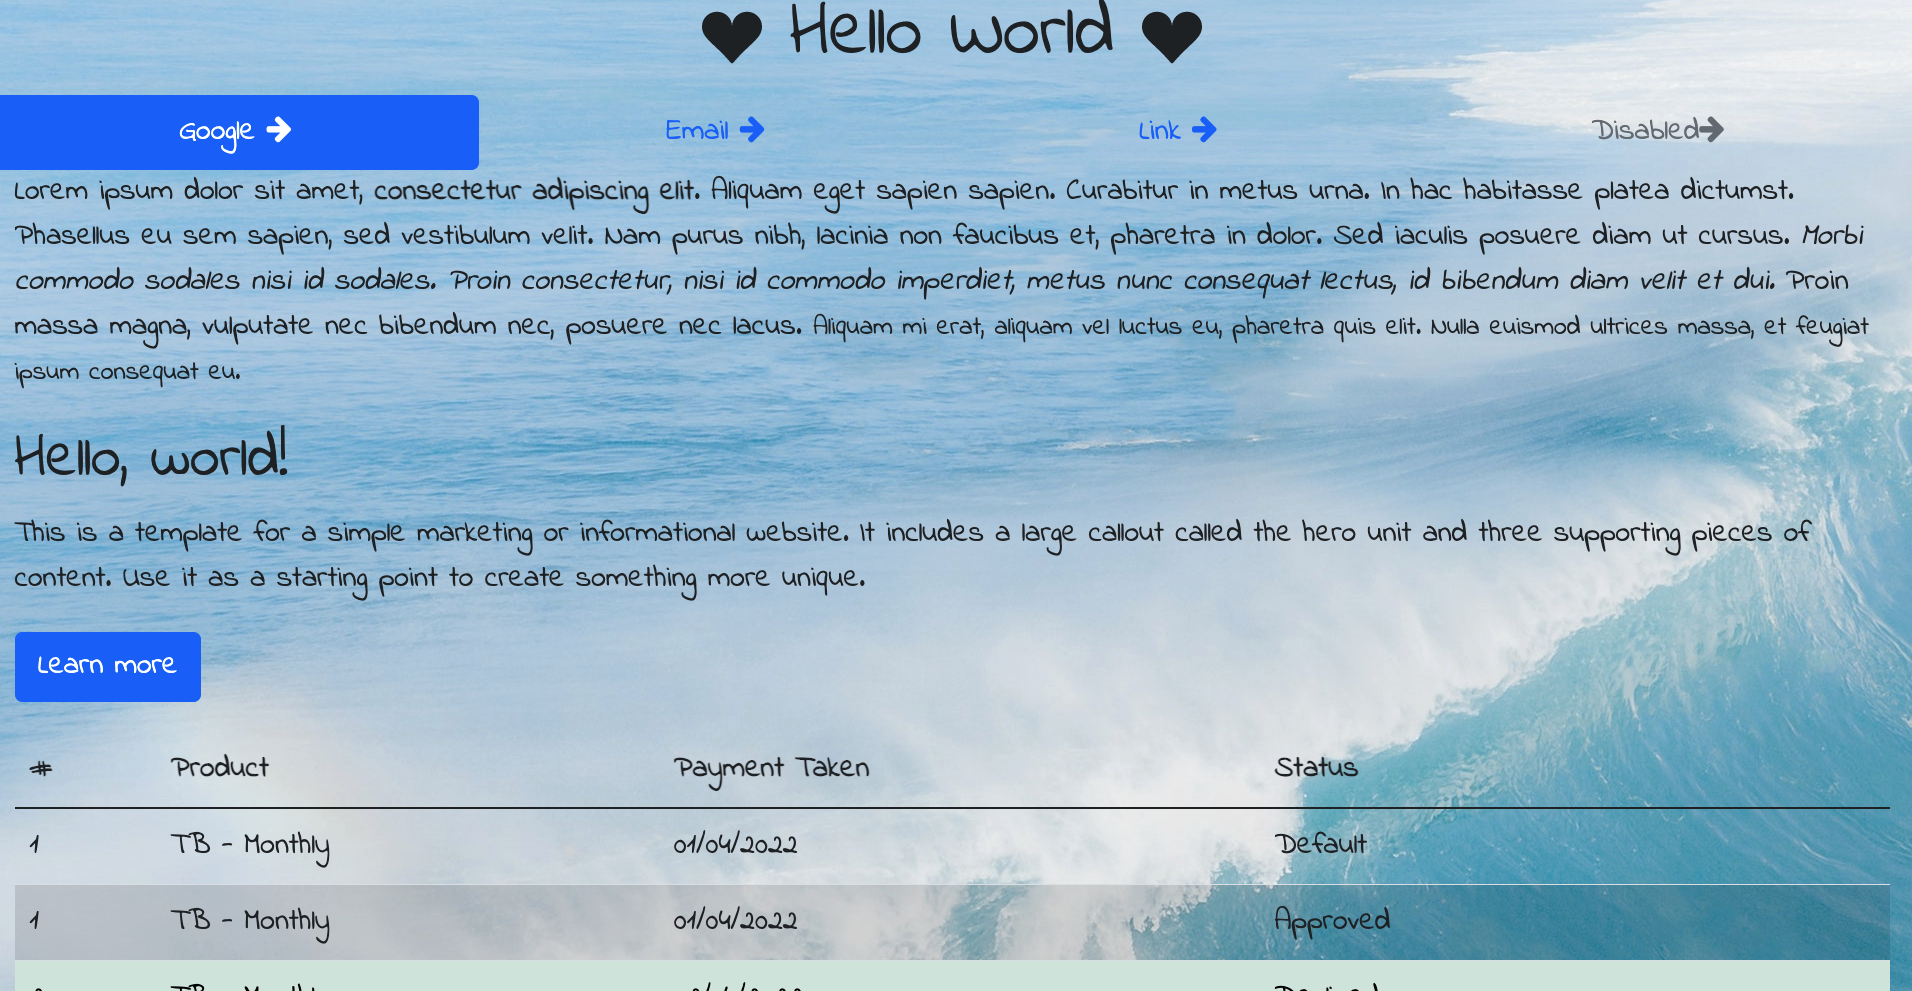 Hello World
Google Email Link Disabled
Lorem ipsum dolor sit amet, consectetur adipiscing elit. Aliquam eget sapien sapien. Curabitur in metus urna. In hac habitasse platea dictumst.
Phasellus eu sem sapien, sed vestibulum velit. Nam purus nibh, lacinia non faucibus et, pharetra in dolor. Sed iaculis posuere diam ut cursus. Morbi
commodo sodales nisi id sodales. Proin consectetur, nisi id commodo imperdiet, metus nunc consequat lectus, id bibendum diam velit et dui. Proin
massa magna, vulputate nec bibendum nec, posuere nec lacus. Aliquam mi erat, aliquam vel luctus eu, pharetra quis elit. Nulla euismod ultrices massa, et feugiat
ipsum consequat eu.
Hello, world!
This is a template for a simple marketing or informational website. It includes a large callout called the hero unit and three supporting pieces of
content. Use it as a starting point to create something more unique.
Learn more
# Product Payment Taken Status
1 TB - Monthly 01/04/2022 Default
1 TB - Monthly 01/04/2022 Approved